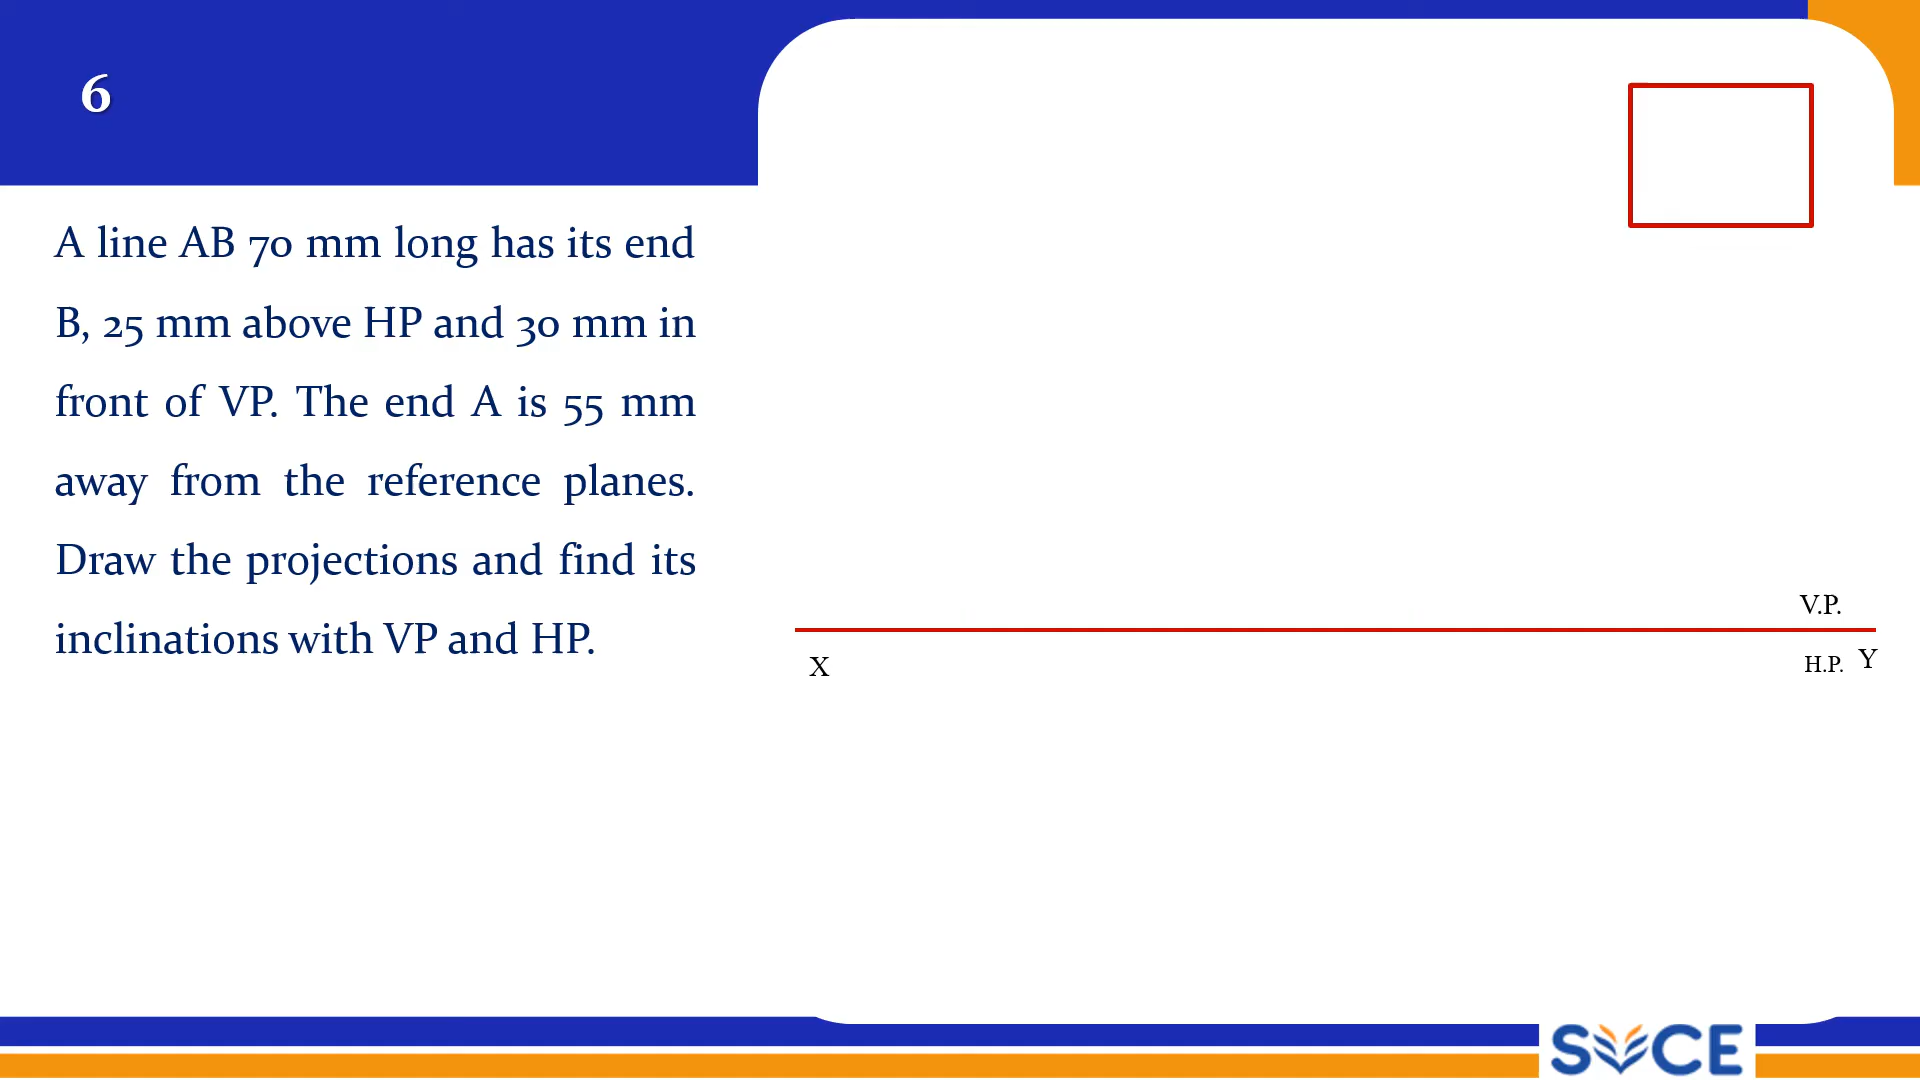 6
A line AB 70 mm long has its end
B, 25 mm above HP and 30 mm in
front of VP. The end A is 55 mm
away from the reference planes.
Draw the projections and find its
inclinations with VP and HP.
V.P.
X
H.P. Y
SVCE